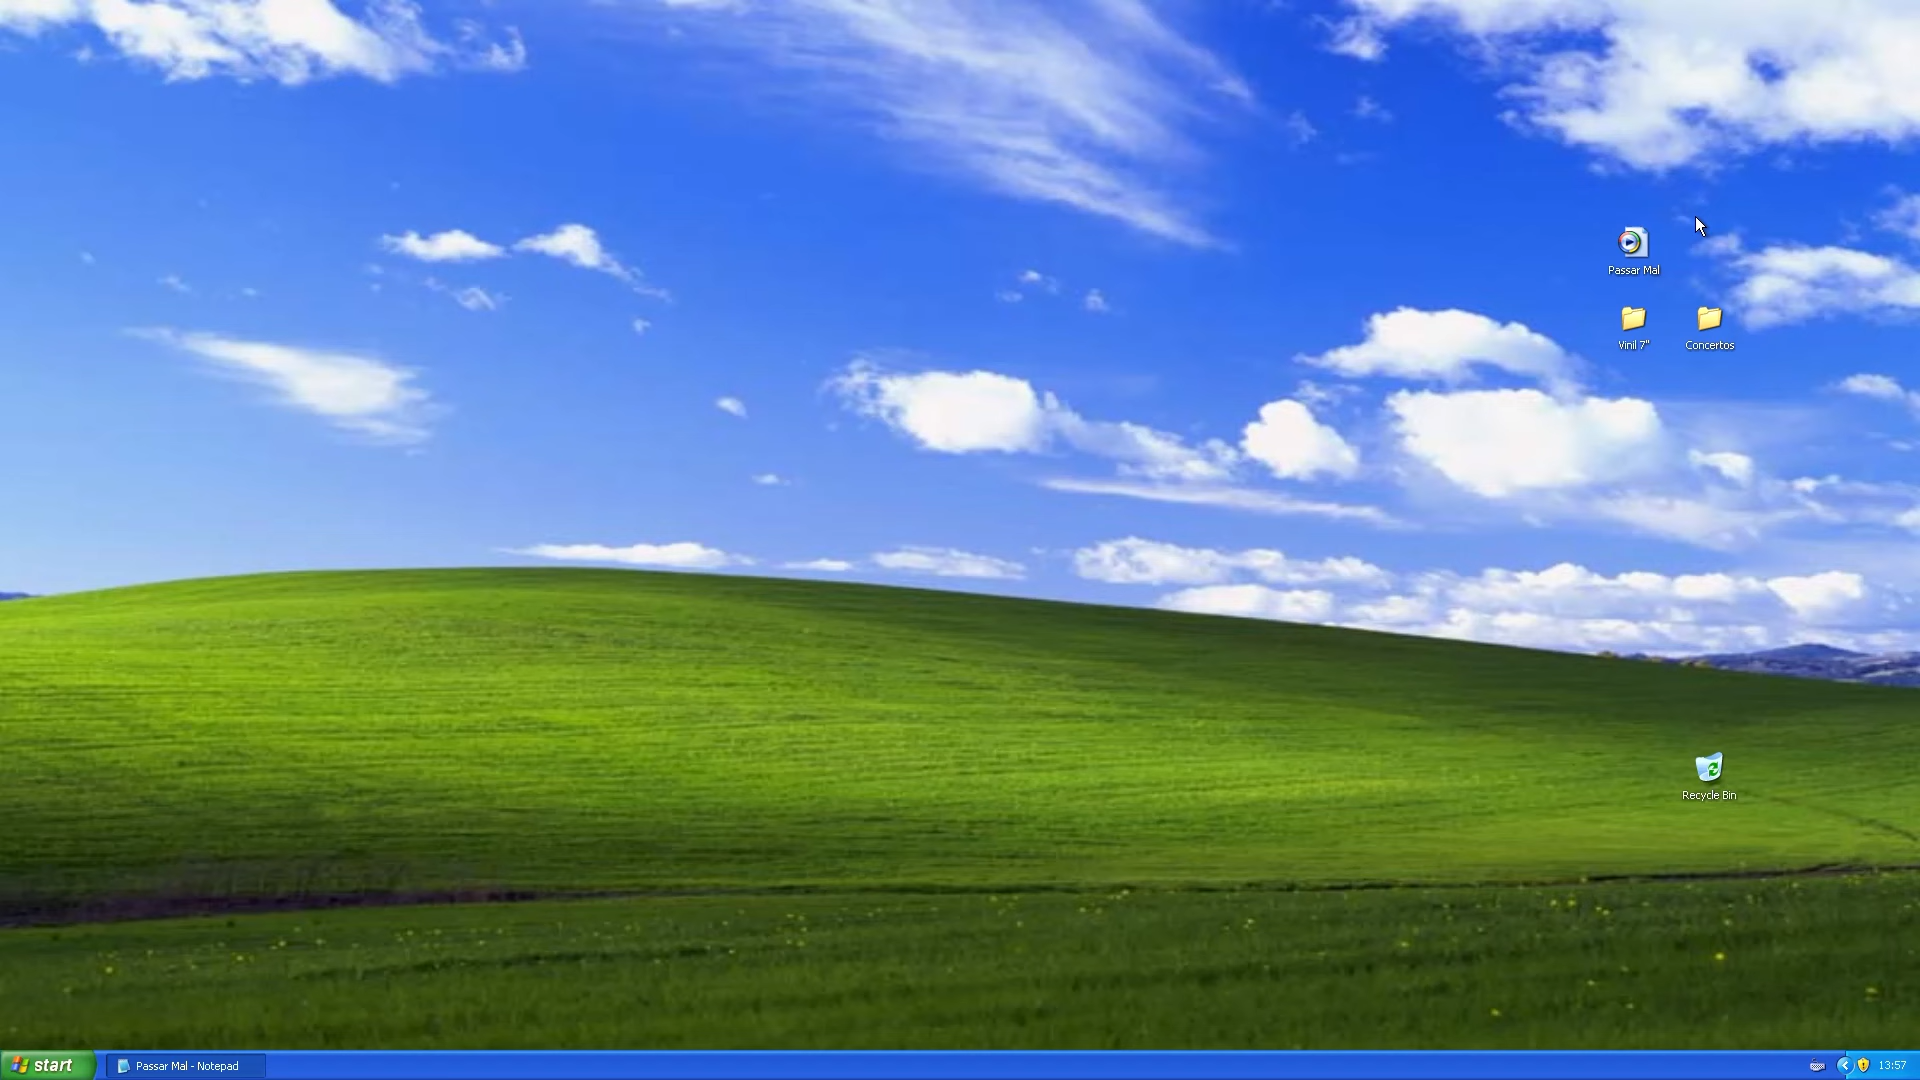 Passar Mal
Vinil 7"
Concertos
Recycle Bin
start
Passar Mal - Notepad
13:57